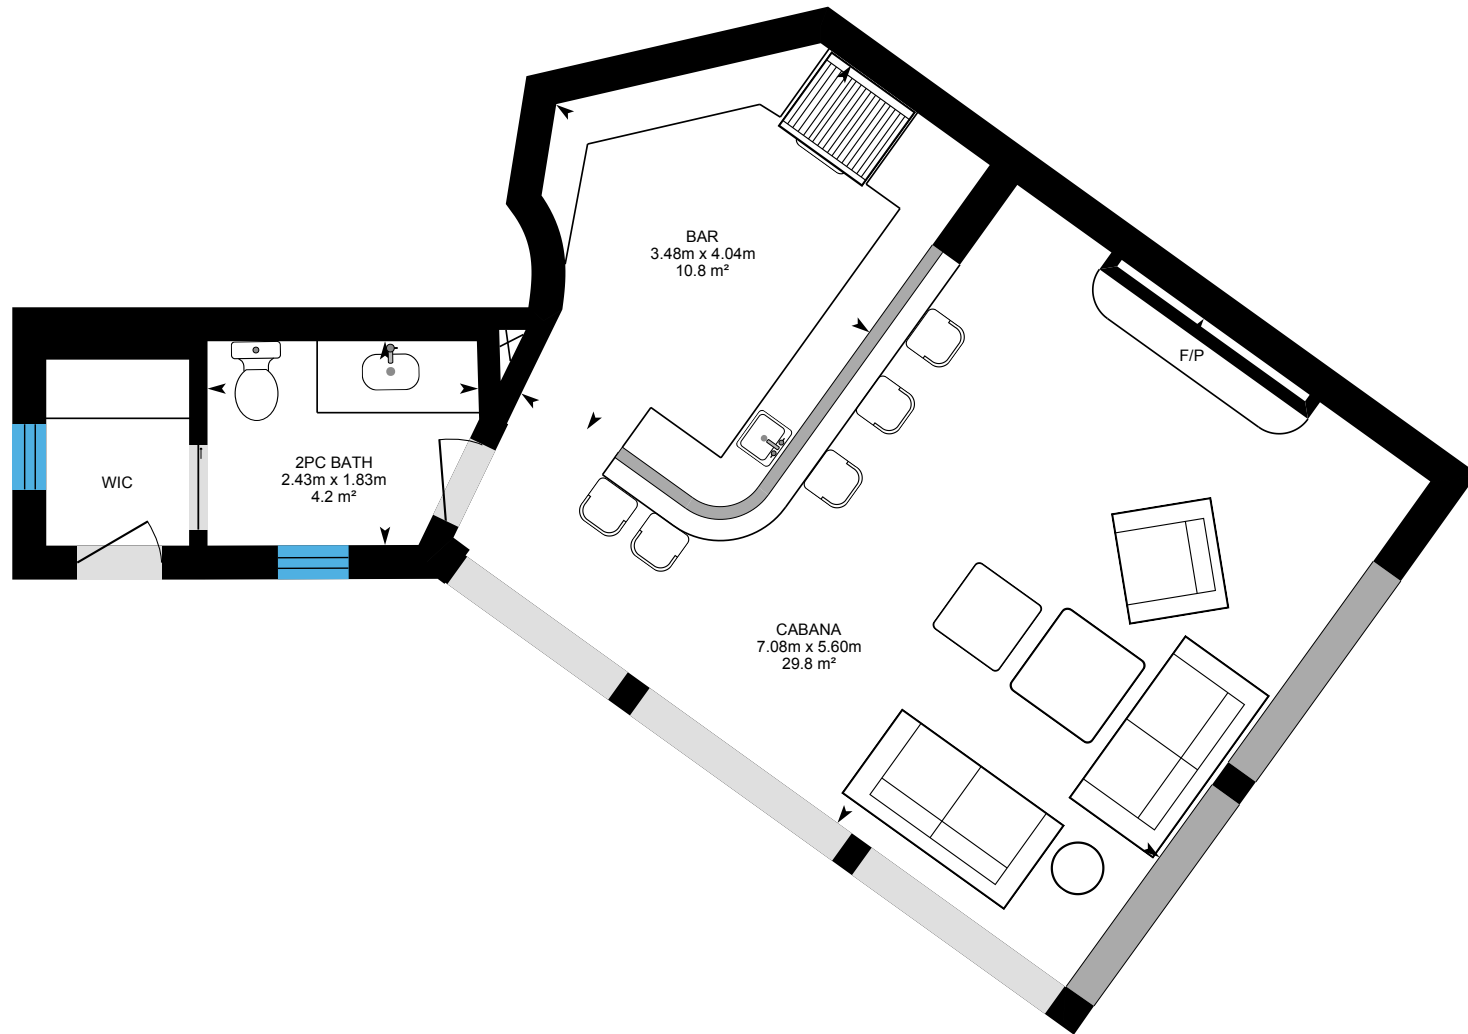 BAR
3.48m x 4.04m
10.8 m²
F/P
2PC BATH
2.43m x 1.83m
4.2 m²
WIC
CABANA
7.08m x 5.60m
29.8 m²